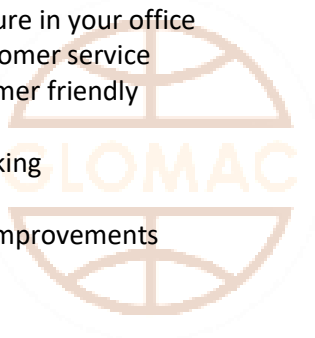 ure in your office
omer service
mer friendly
king
GLOMAC
mprovements